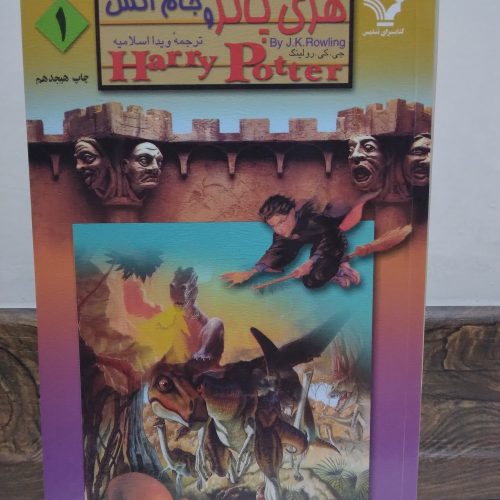 هری پاتر و جام آتش
۱
کتابسرای تندیس
ترجمهٔ ویدا اسلامیه
By J.K.Rowling
جی.کی.رولینگ
Harry Potter
چاپ هیجدهم